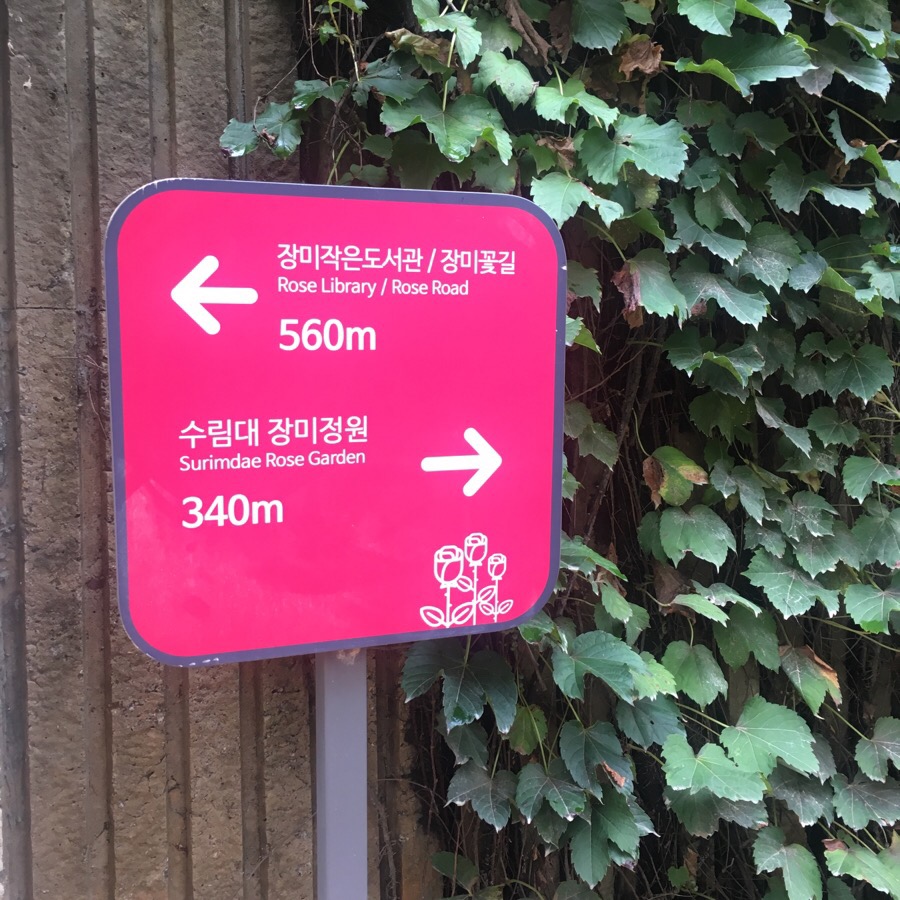 장미작은도서관 / 장미꽃길
Rose Library / Rose Road
560m
수림대 장미정원
Surimdae Rose Garden
340m